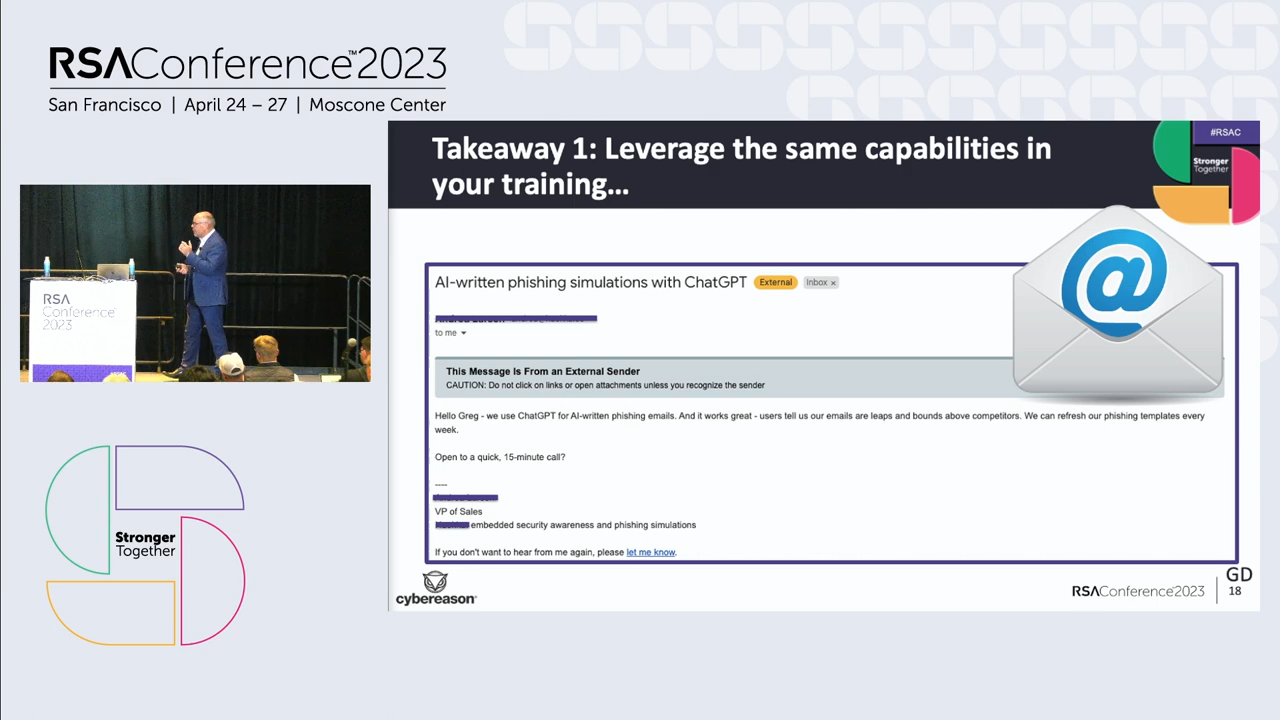 RSAConference™2023
San Francisco | April 24 – 27 | Moscone Center
RSA
Conference™
2023
Stronger
Together
Takeaway 1: Leverage the same capabilities in
your training...
#RSAC
Stronger
Together
AI-written phishing simulations with ChatGPT External Inbox x
to me
This Message Is From an External Sender
CAUTION: Do not click on links or open attachments unless you recognize the sender
Hello Greg - we use ChatGPT for AI-written phishing emails. And it works great - users tell us our emails are leaps and bounds above competitors. We can refresh our phishing templates every
week.
Open to a quick, 15-minute call?
----
VP of Sales
embedded security awareness and phishing simulations
If you don't want to hear from me again, please let me know.
cybereason®
RSAConference2023
GD
18